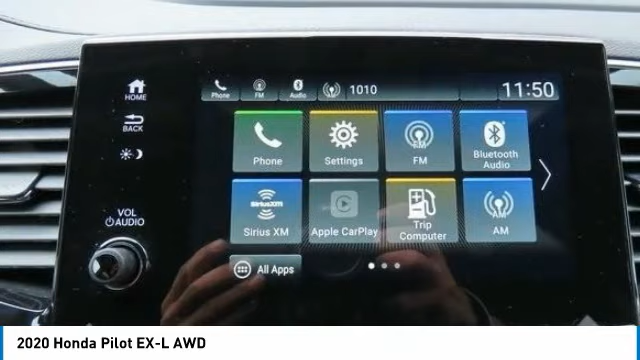 HOME
BACK
VOL
AUDIO
Phone FM Audio 1010 11:50
Phone Settings FM Bluetooth Audio
SiriusXM
Sirius XM Apple CarPlay Trip Computer AM
All Apps
2020 Honda Pilot EX-L AWD